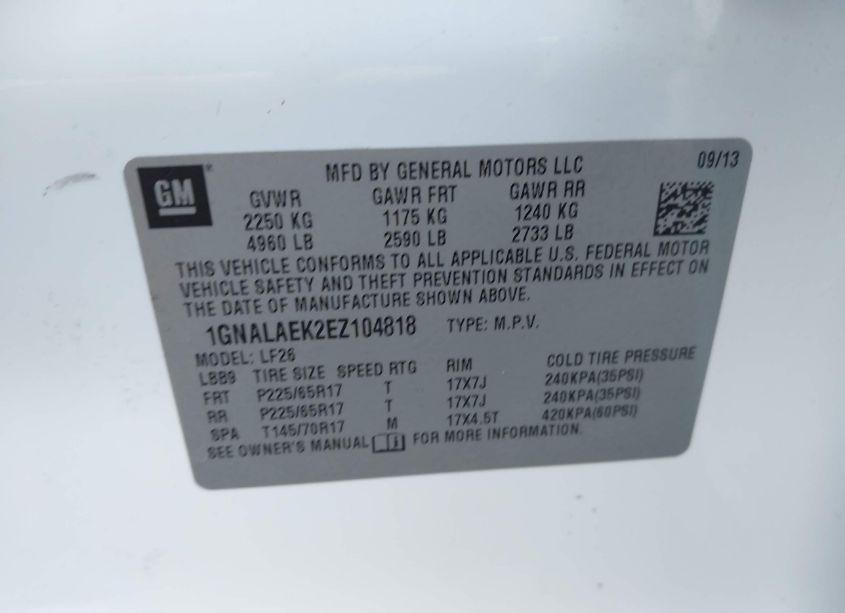 GM
MFD BY GENERAL MOTORS LLC 09/13
GVWR GAWR FRT GAWR RR
2250 KG 1175 KG 1240 KG
4960 LB 2590 LB 2733 LB
THIS VEHICLE CONFORMS TO ALL APPLICABLE U.S. FEDERAL MOTOR
VEHICLE SAFETY AND THEFT PREVENTION STANDARDS IN EFFECT ON
THE DATE OF MANUFACTURE SHOWN ABOVE.
1GNALAEK2EZ104818 TYPE: M.P.V.
MODEL: LF26
LBB9 TIRE SIZE SPEED RTG RIM COLD TIRE PRESSURE
FRT P225/65R17 T 17X7J 240KPA(35PSI)
RR P225/65R17 T 17X7J 240KPA(35PSI)
SPA T145/70R17 M 17X4.5T 420KPA(60PSI)
SEE OWNER'S MANUAL i FOR MORE INFORMATION.